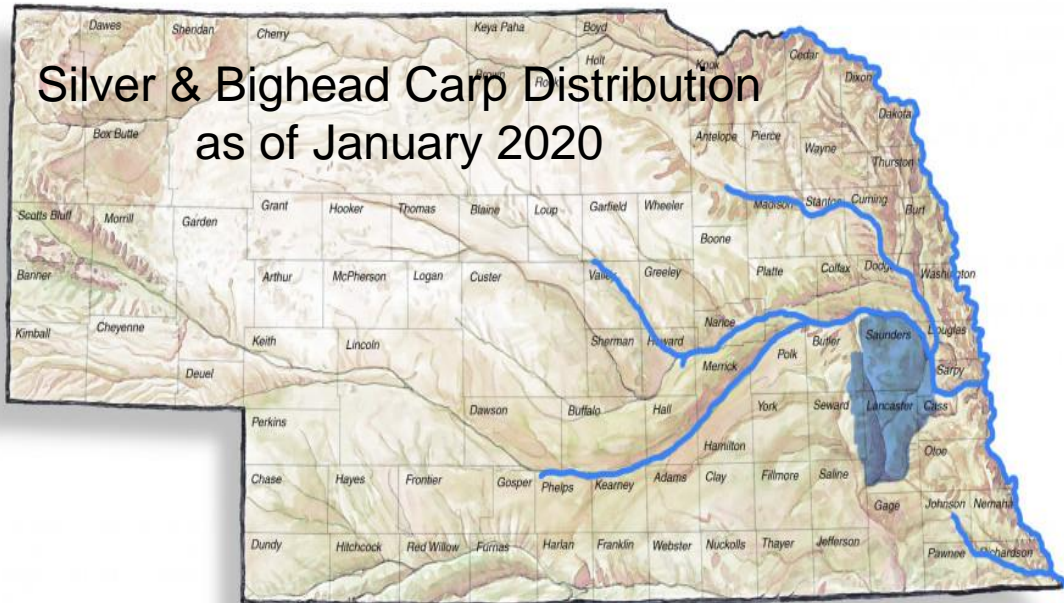 Dawes
Sheridan
Cherry
Keya Paha
Boyd
Holt
Knox
Cedar
Dixon
Silver & Bighead Carp Distribution
Brown
Rock
Dakota
as of January 2020
Box Butte
Antelope
Pierce
Wayne
Thurston
Scotts Bluff
Morrill
Garden
Grant
Hooker
Thomas
Blaine
Loup
Garfield
Wheeler
Madison
Stanton
Cuming
Burt
Boone
Banner
Arthur
McPherson
Logan
Custer
Valley
Greeley
Platte
Colfax
Dodge
Washington
Kimball
Cheyenne
Keith
Lincoln
Sherman
Howard
Nance
Merrick
Polk
Butler
Saunders
Douglas
Deuel
Sarpy
Perkins
Dawson
Buffalo
Hall
York
Seward
Lancaster
Cass
Hamilton
Otoe
Chase
Hayes
Frontier
Gosper
Phelps
Kearney
Adams
Clay
Fillmore
Saline
Gage
Johnson
Nemaha
Dundy
Hitchcock
Red Willow
Furnas
Harlan
Franklin
Webster
Nuckolls
Thayer
Jefferson
Pawnee
Richardson